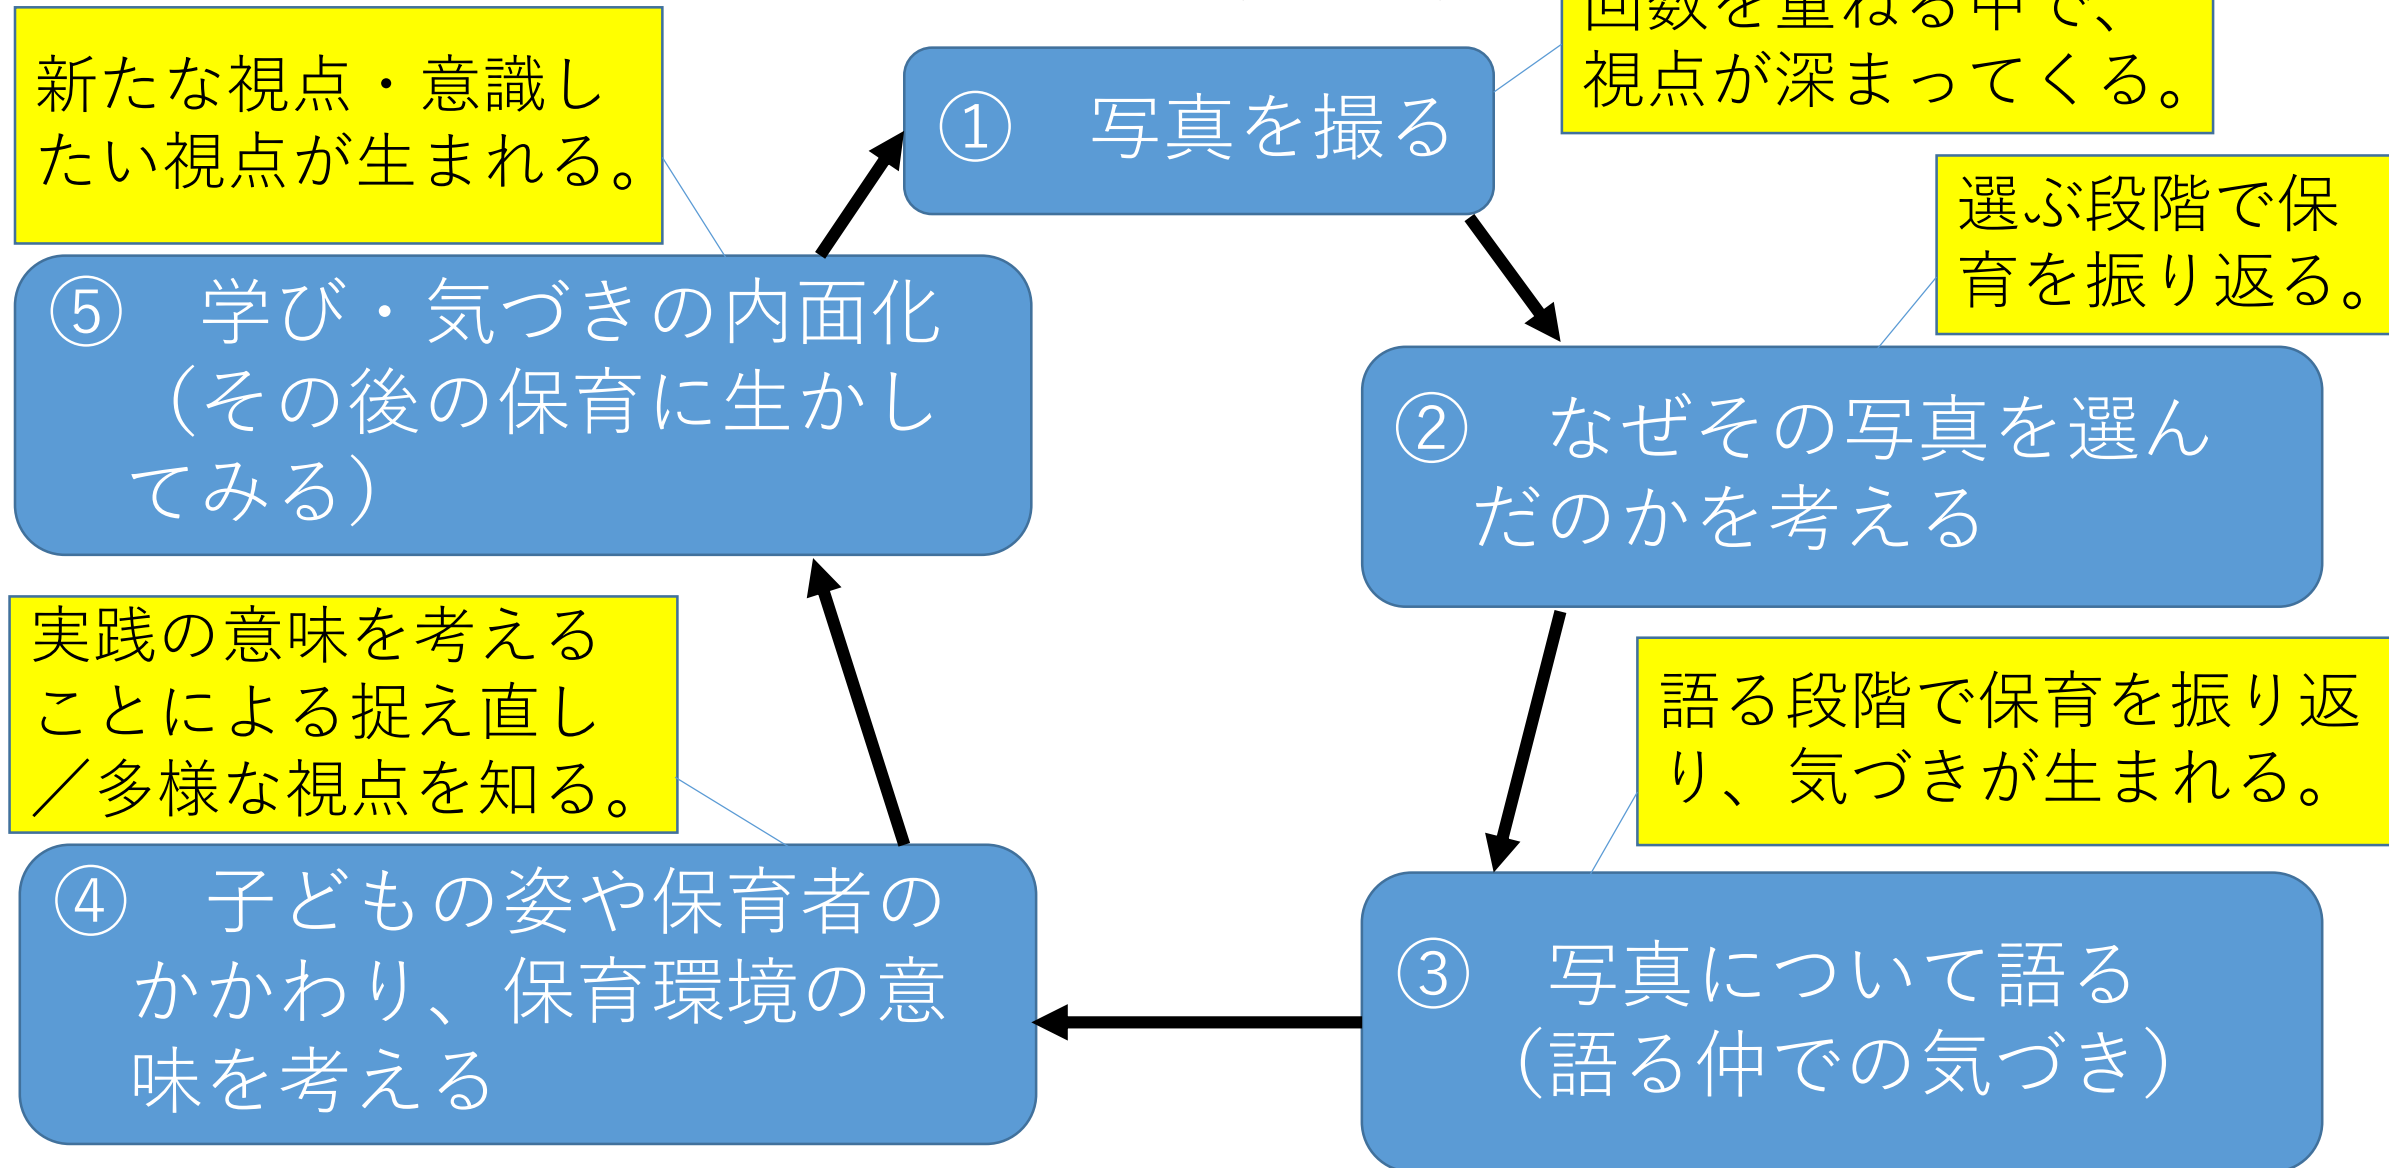 新たな視点・意識し
たい視点が生まれる。
① 写真を撮る
回数を重ねる中で、
視点が深まってくる。
選ぶ段階で保
育を振り返る。
⑤ 学び・気づきの内面化
（その後の保育に生かし
てみる）
② なぜその写真を選ん
だのかを考える
実践の意味を考える
ことによる捉え直し
／多様な視点を知る。
語る段階で保育を振り返
り、気づきが生まれる。
④ 子どもの姿や保育者の
かかわり、保育環境の意
味を考える
③ 写真について語る
（語る仲での気づき）